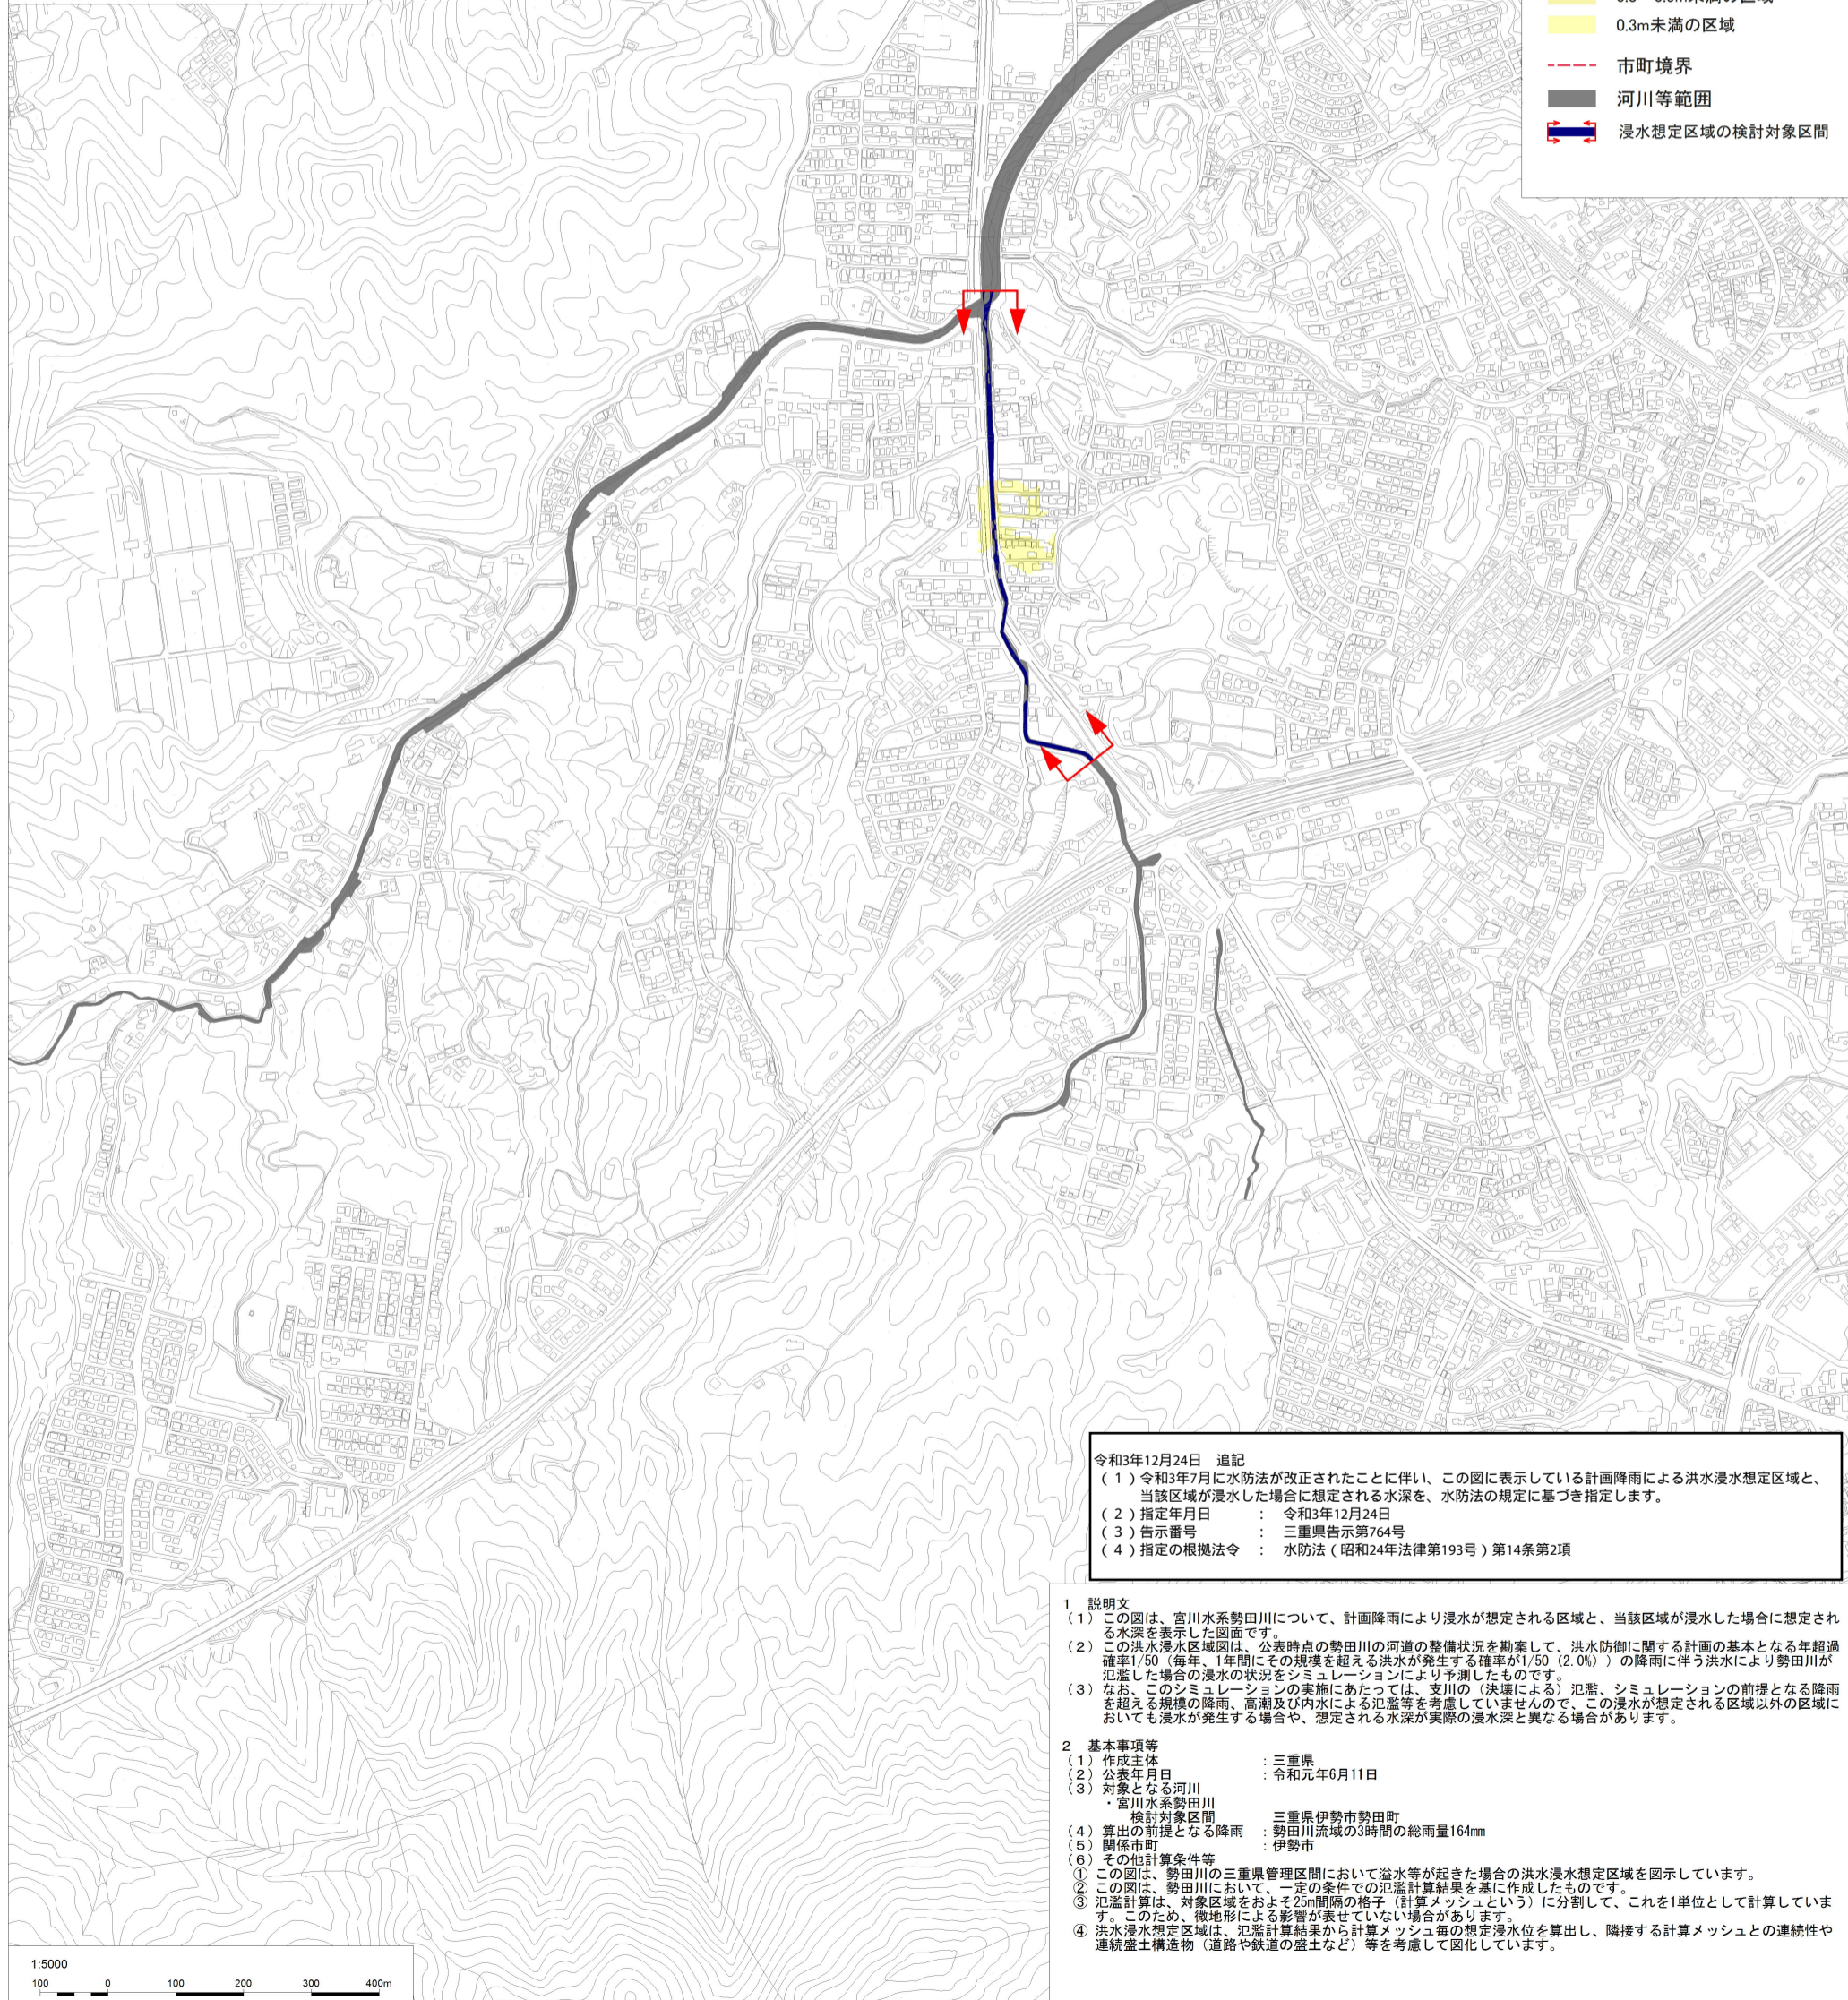 0.3m未満の区域
市町境界
河川等範囲
浸水想定区域の検討対象区間
令和3年12月24日　追記
（１）令和3年7月に水防法が改正されたことに伴い、この図に表示している計画降雨による洪水浸水想定区域と、
当該区域が浸水した場合に想定される水深を、水防法の規定に基づき指定します。
（２）指定年月日　：　令和3年12月24日
（３）告示番号　：　三重県告示第764号
（４）指定の根拠法令　：　水防法（昭和24年法律第193号）第14条第2項
1　説明文
（1）この図は、宮川水系勢田川について、計画降雨により浸水が想定される区域と、当該区域が浸水した場合に想定され
る水深を表示した図面です。
（2）この洪水浸水区域図は、公表時点の勢田川の河道の整備状況を勘案して、洪水防御に関する計画の基本となる年超過
確率1/50（毎年、1年間にその規模を超える洪水が発生する確率が1/50（2.0%））の降雨に伴う洪水により勢田川が
氾濫した場合の浸水の状況をシミュレーションにより予測したものです。
（3）なお、このシミュレーションの実施にあたっては、支川の（決壊による）氾濫、シミュレーションの前提となる降雨
を超える規模の降雨、高潮及び内水による氾濫等を考慮していませんので、この浸水が想定される区域以外の区域に
おいても浸水が発生する場合や、想定される水深が実際の浸水深と異なる場合があります。
2　基本事項等
（1）作成主体　：三重県
（2）公表年月日　：令和元年6月11日
（3）対象となる河川
・宮川水系勢田川
検討対象区間　三重県伊勢市勢田町
（4）算出の前提となる降雨　：勢田川流域の3時間の総雨量164mm
（5）関係市町　：伊勢市
（6）その他計算条件等
① この図は、勢田川の三重県管理区間において溢水等が起きた場合の洪水浸水想定区域を図示しています。
② この図は、勢田川において、一定の条件での氾濫計算結果を基に作成したものです。
③ 氾濫計算は、対象区域をおよそ25m間隔の格子（計算メッシュという）に分割して、これを1単位として計算していま
す。このため、微地形による影響が表せていない場合があります。
④ 洪水浸水想定区域は、氾濫計算結果から計算メッシュ毎の想定浸水位を算出し、隣接する計算メッシュとの連続性や
連続盛土構造物（道路や鉄道の盛土など）等を考慮して図化しています。
1:5000
100 0 100 200 300 400m